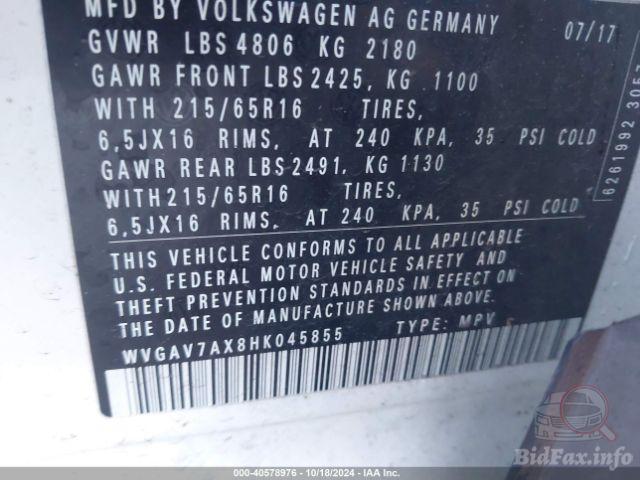 MFD BY VOLKSWAGEN AG GERMANY 07/17
GVWR LBS 4806 KG 2180
GAWR FRONT LBS 2425, KG 1100
WITH 215/65R16 TIRES,
6,5JX16 RIMS, AT 240 KPA, 35 PSI COLD
GAWR REAR LBS 2491, KG 1130
WITH 215/65R16 TIRES,
6,5JX16 RIMS, AT 240 KPA, 35 PSI COLD
THIS VEHICLE CONFORMS TO ALL APPLICABLE
U.S. FEDERAL MOTOR VEHICLE SAFETY AND
THEFT PREVENTION STANDARDS IN EFFECT ON
THE DATE OF MANUFACTURE SHOWN ABOVE.
WVGAV7AX8HK045855 TYPE: MPV
6261992 3057
BidFax.info
000-40578976 - 10/18/2024 - IAA Inc.